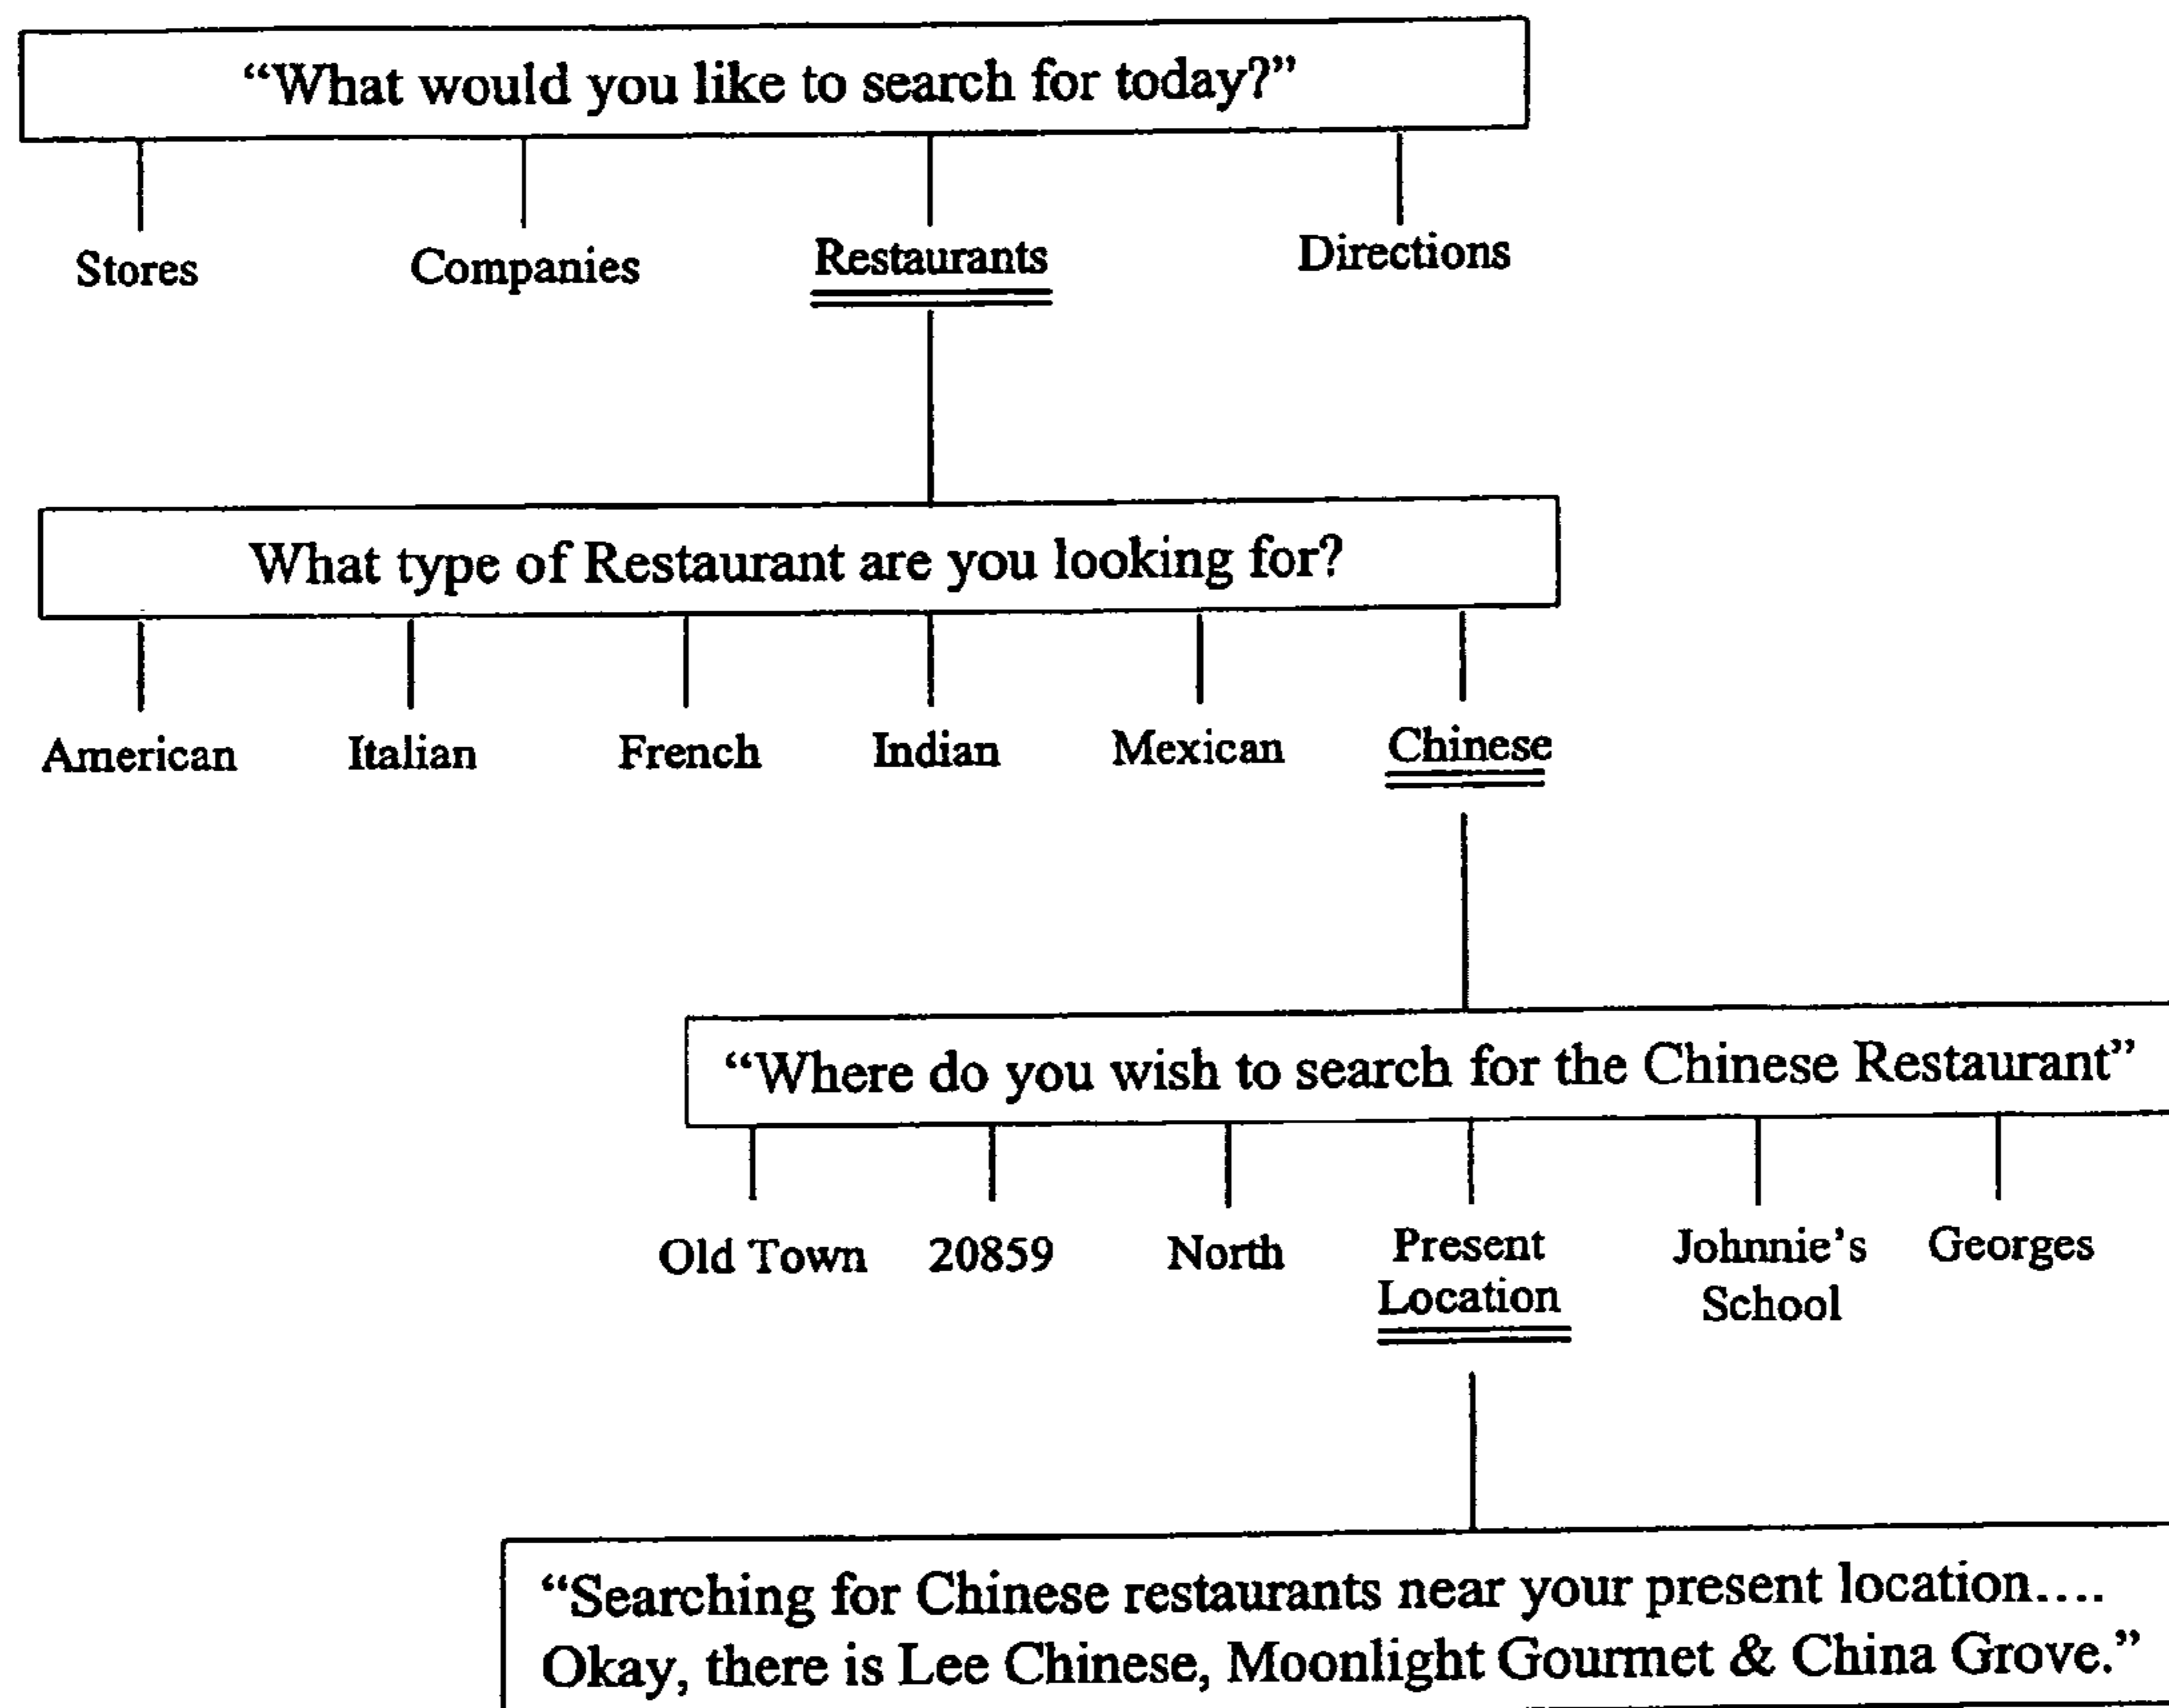 “What would you like to search for today?”
Stores Companies Restaurants Directions
What type of Restaurant are you looking for?
American Italian French Indian Mexican Chinese
“Where do you wish to search for the Chinese Restaurant”
Old Town 20859 North Present Location Johnnie’s School Georges
“Searching for Chinese restaurants near your present location....
Okay, there is Lee Chinese, Moonlight Gourmet & China Grove.”